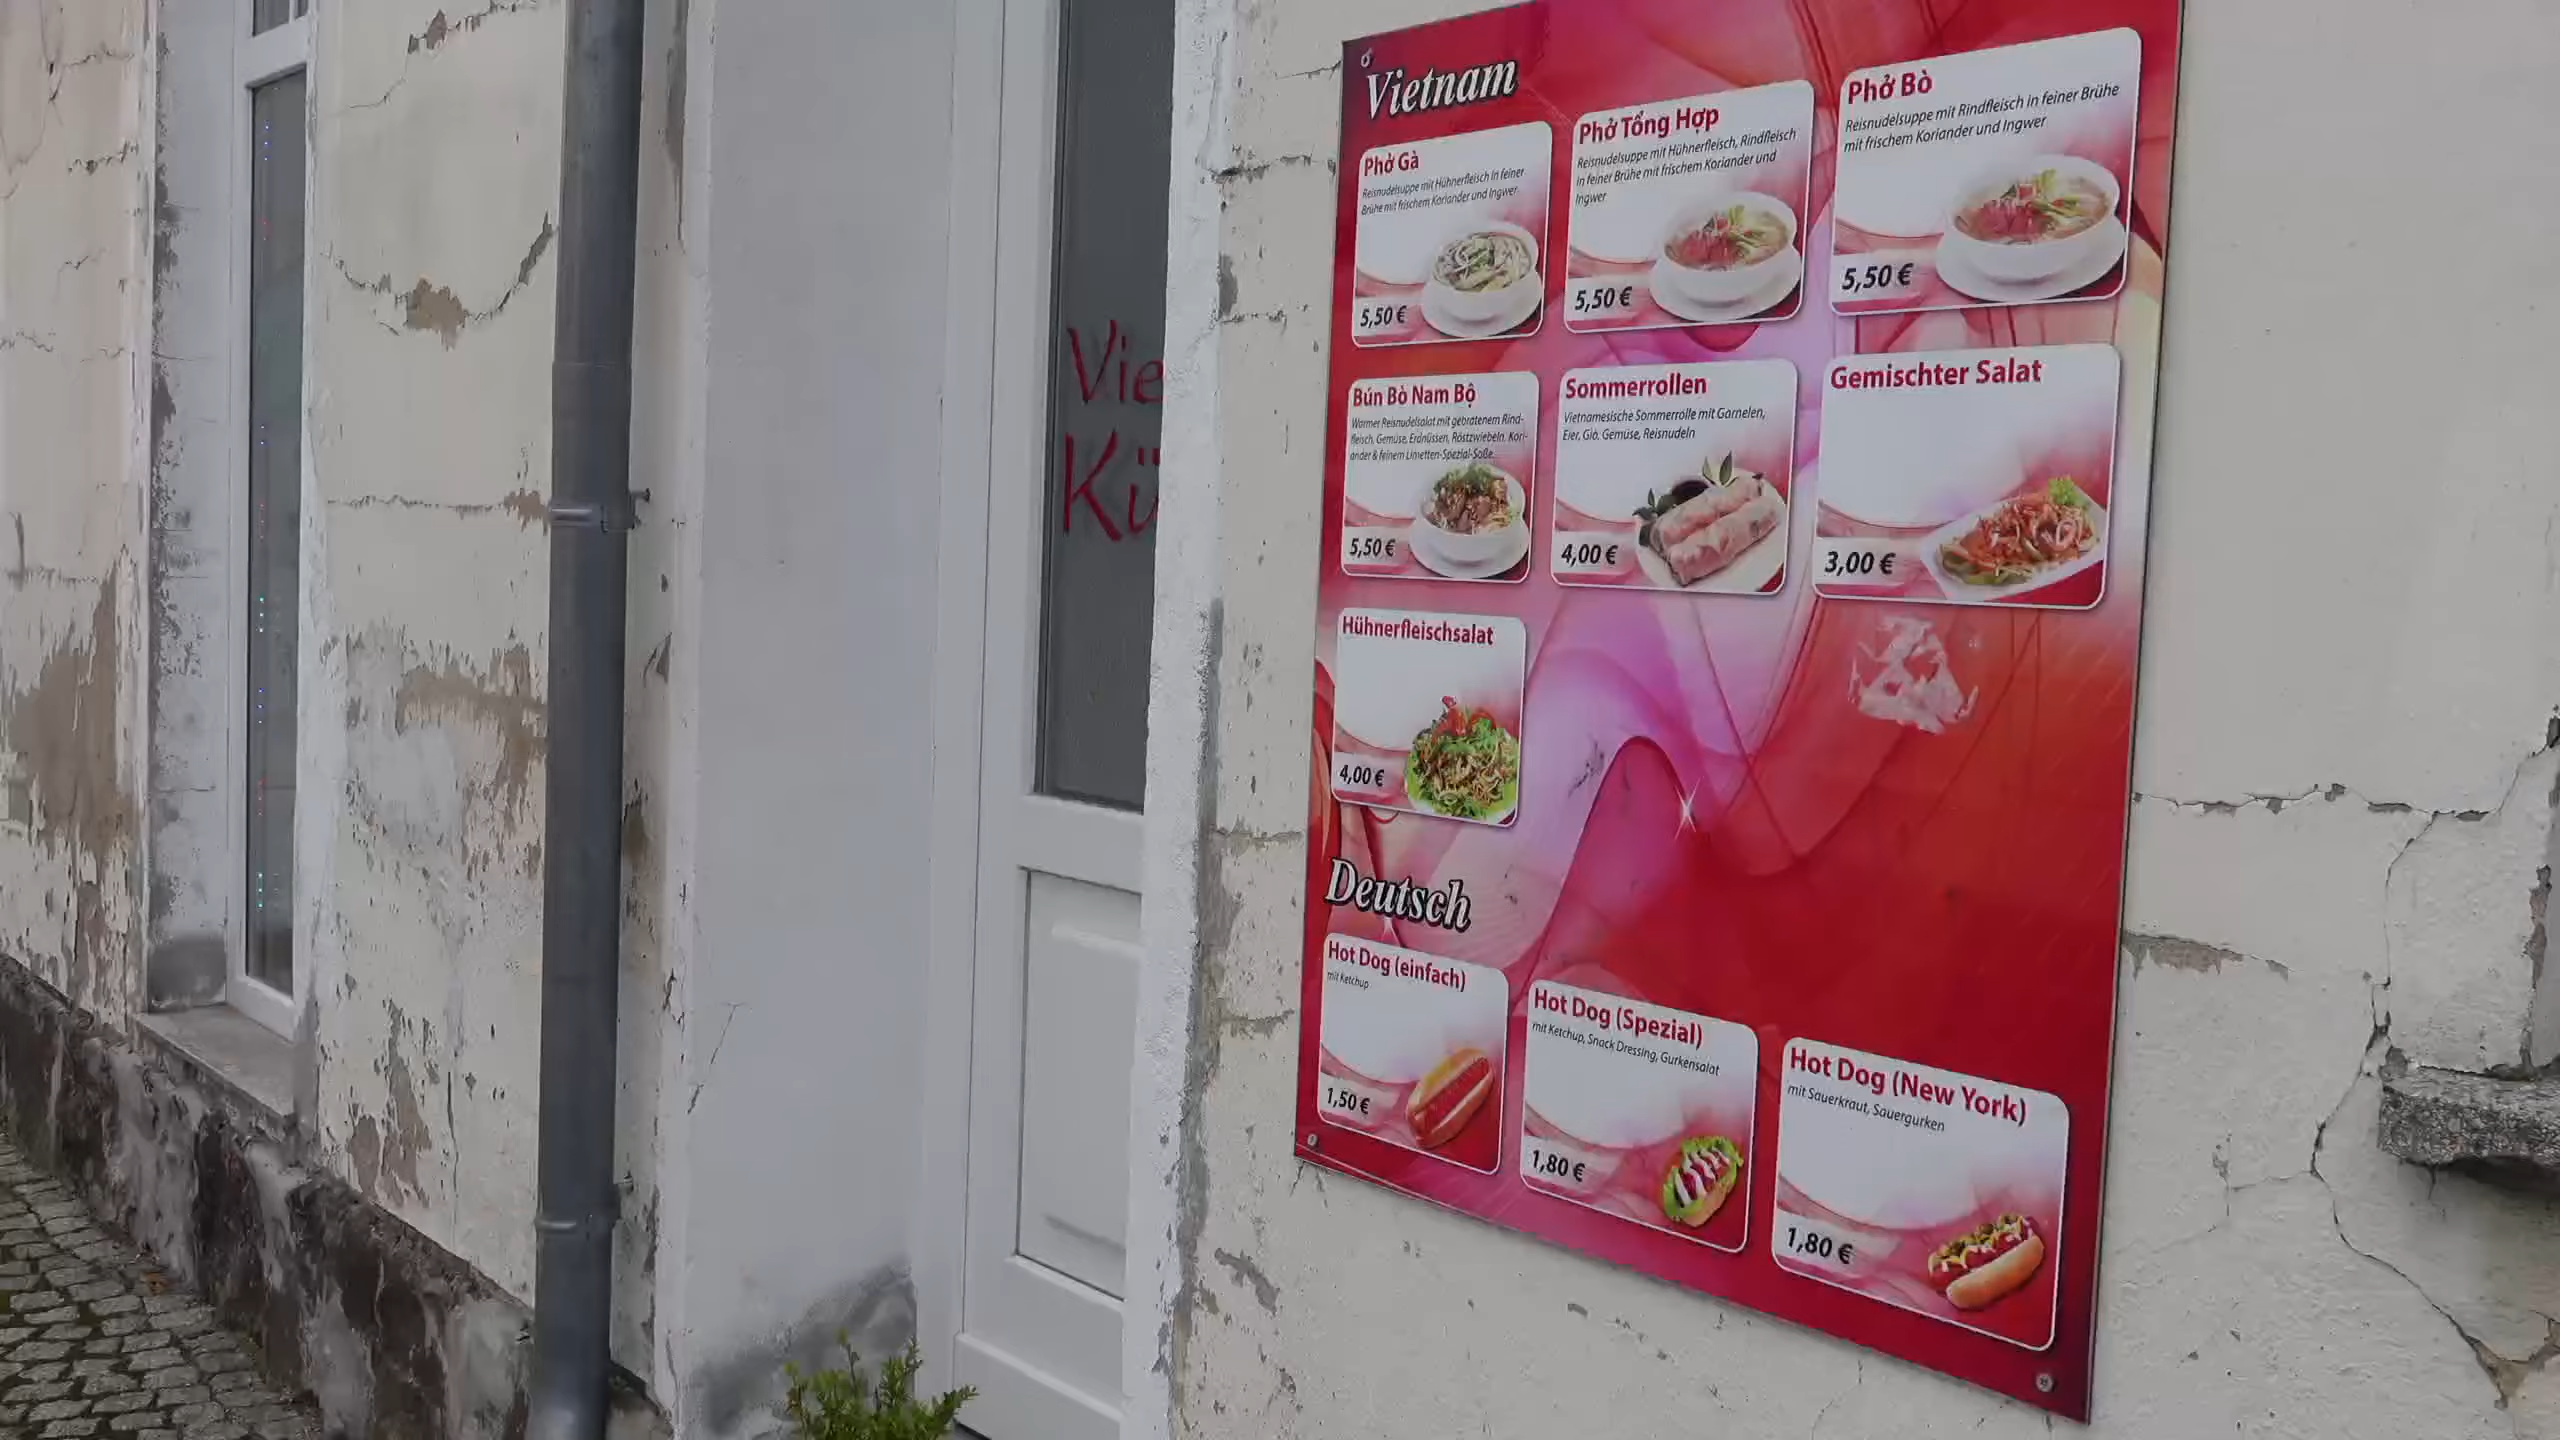 Vie
Kü
Vietnam
Phở Gà
Reisnudelsuppe mit Hühnerfleisch in feiner
Brühe mit frischem Koriander und Ingwer
5,50 €
Phở Tổng Hợp
Reisnudelsuppe mit Hühnerfleisch, Rindfleisch
in feiner Brühe mit frischem Koriander und
Ingwer
5,50 €
Phở Bò
Reisnudelsuppe mit Rindfleisch in feiner Brühe
mit frischem Koriander und Ingwer
5,50 €
Bún Bò Nam Bộ
Warmer Reisnudelsalat mit gebratenem Rind-
fleisch, Gemüse, Erdnüssen, Röstzwiebeln, Kori-
ander & feinem Limetten-Spezial-Soße
5,50 €
Sommerrollen
Vietnamesische Sommerrolle mit Garnelen,
Eier, Giò, Gemüse, Reisnudeln
4,00 €
Gemischter Salat
3,00 €
Hühnerfleischsalat
4,00 €
Deutsch
Hot Dog (einfach)
mit Ketchup
1,50 €
Hot Dog (Spezial)
mit Ketchup, Snack Dressing, Gurkensalat
1,80 €
Hot Dog (New York)
mit Sauerkraut, Sauergurken
1,80 €